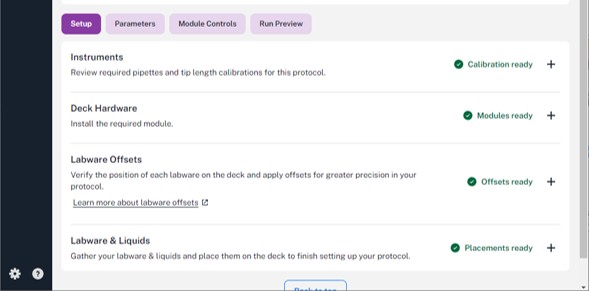 Setup Parameters Module Controls Run Preview
Instruments
Review required pipettes and tip length calibrations for this protocol.
Calibration ready
Deck Hardware
Install the required module.
Modules ready
Labware Offsets
Verify the position of each labware on the deck and apply offsets for greater precision in your
protocol.
Learn more about labware offsets
Offsets ready
Labware & Liquids
Gather your labware & liquids and place them on the deck to finish setting up your protocol.
Placements ready
Back to top